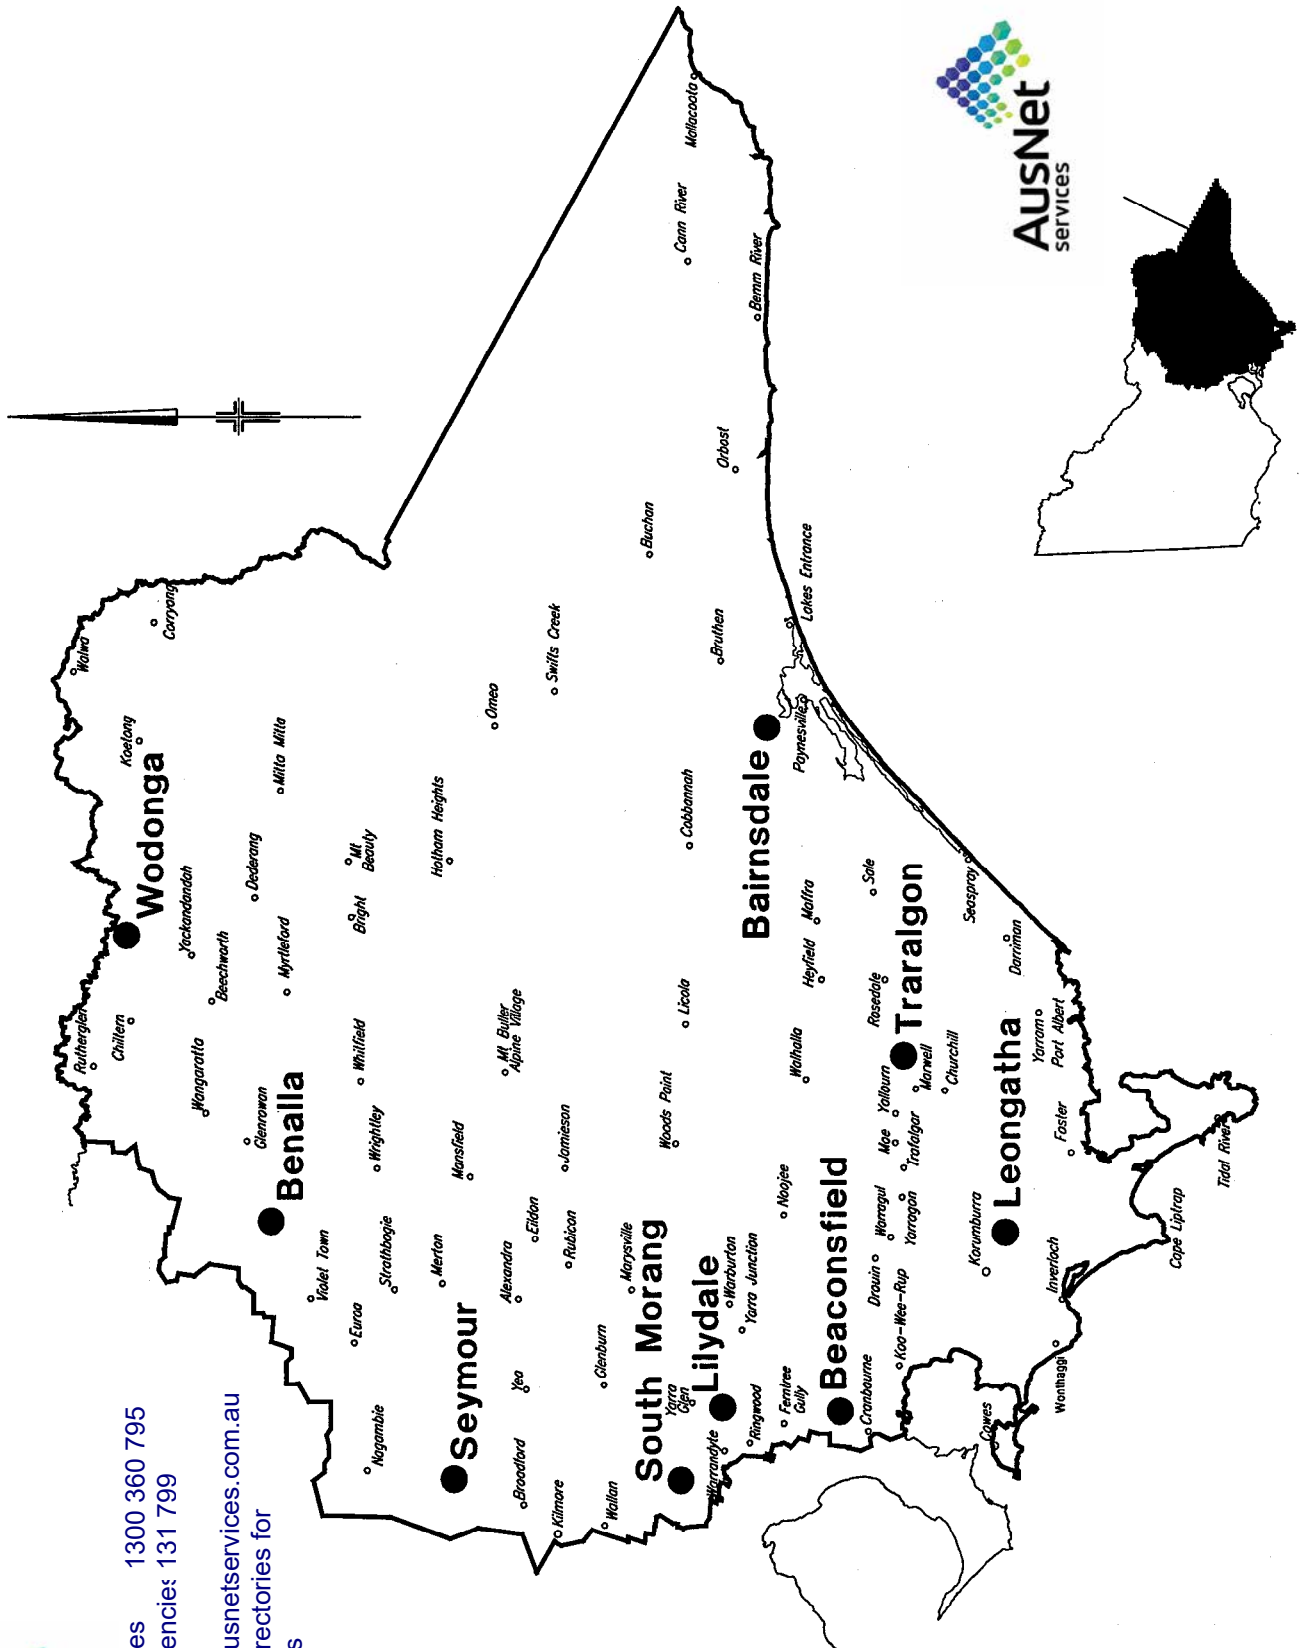 es 1300 360 795
encies 131 799
usnetservices.com.au
rectories for
s
AusNet
services
Mallacoota
Cann River
Bemm River
Orbost
Buchan
Lakes Entrance
Bruthen
Swifts Creek
Omeo
Walwa
Corryong
Koetong
Wodonga
Mitta Mitta
Dederang
Mt
Beauty
Hotham Heights
Bright
Yackandandah
Beechworth
Myrtleford
Rutherglen
Chiltern
Wangaratta
Whitfield
Glenrowan
Benalla
Wrightley
Mt Buller
Alpine Village
Mansfield
Jamieson
Licola
Woods Point
Cobbannah
Bairnsdale
Paynesville
Sale
Maffra
Heyfield
Seaspray
Rosedale
Traralgon
Darriman
Walhalla
Morwell
Churchill
Yallourn
Moe
Trafalgar
Yarram
Port Albert
Leongatha
Foster
Tidal River
Cape Liptrap
Violet Town
Strathbogie
Euroa
Merton
Alexandra
Eildon
Rubicon
Marysville
Noojee
Warragul
Yarragon
Korumburra
Inverloch
Wonthaggi
Drouin
Koo-Wee-Rup
Warburton
Yarra Junction
Glenburn
Yea
Seymour
Nagambie
Broadford
Kilmore
Wallan
South Morang
Yarra
Glen
Lilydale
Warrandyte
Ringwood
Ferntree
Gully
Beaconsfield
Cranbourne
Cowes